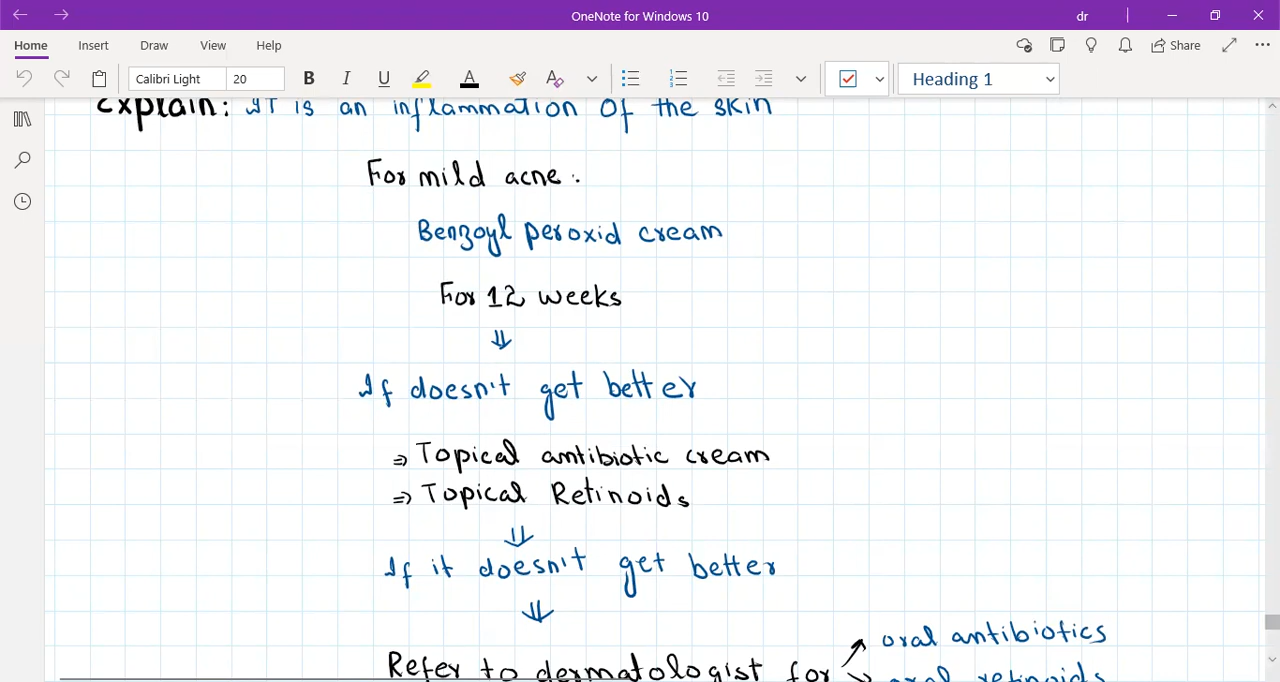 OneNote for Windows 10
dr
Home Insert Draw View Help
Share
Calibri Light 20 B I U A A Heading 1
Explain: It is an inflammation of the skin
For mild acne:
Benzoyl peroxid cream
For 12 weeks
⇓
If doesn't get better
⇒ Topical antibiotic cream
⇒ Topical Retinoids
⇓
If it doesn't get better
⇓
oral antibiotics
Refer to dermatologist for
oral retinoids